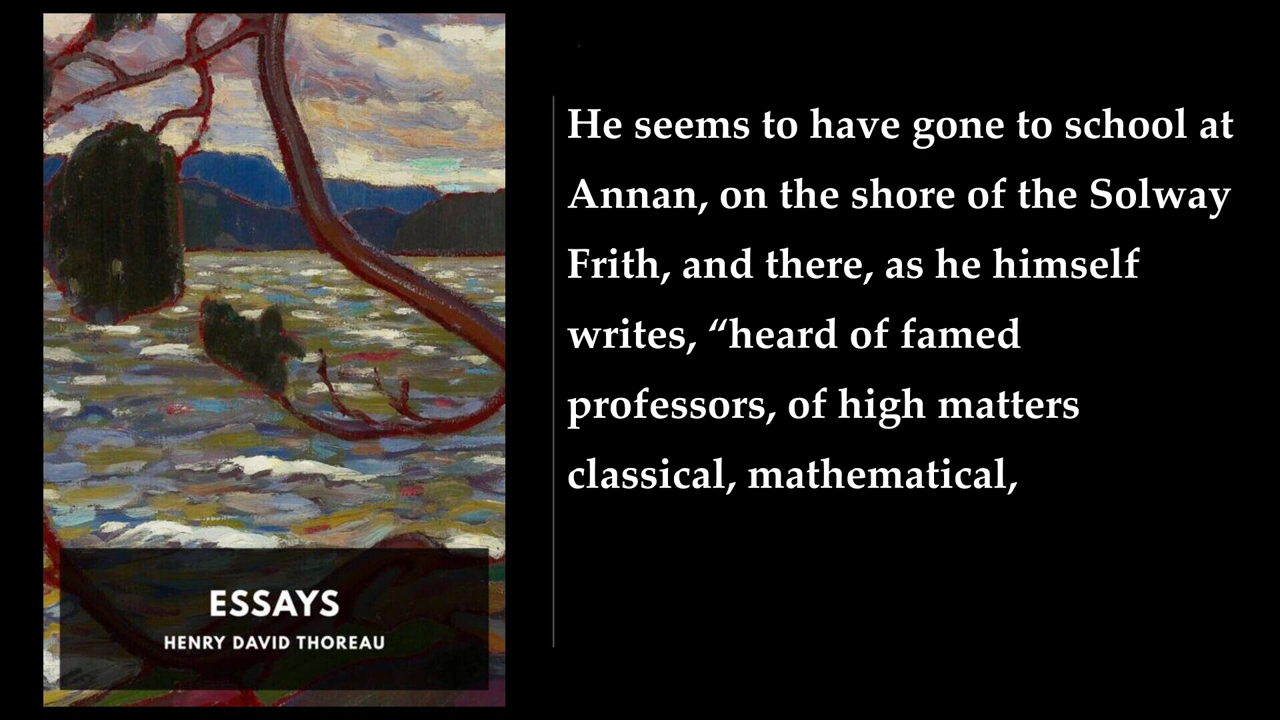 ESSAYS
HENRY DAVID THOREAU
He seems to have gone to school at
Annan, on the shore of the Solway
Frith, and there, as he himself
writes, “heard of famed
professors, of high matters
classical, mathematical,